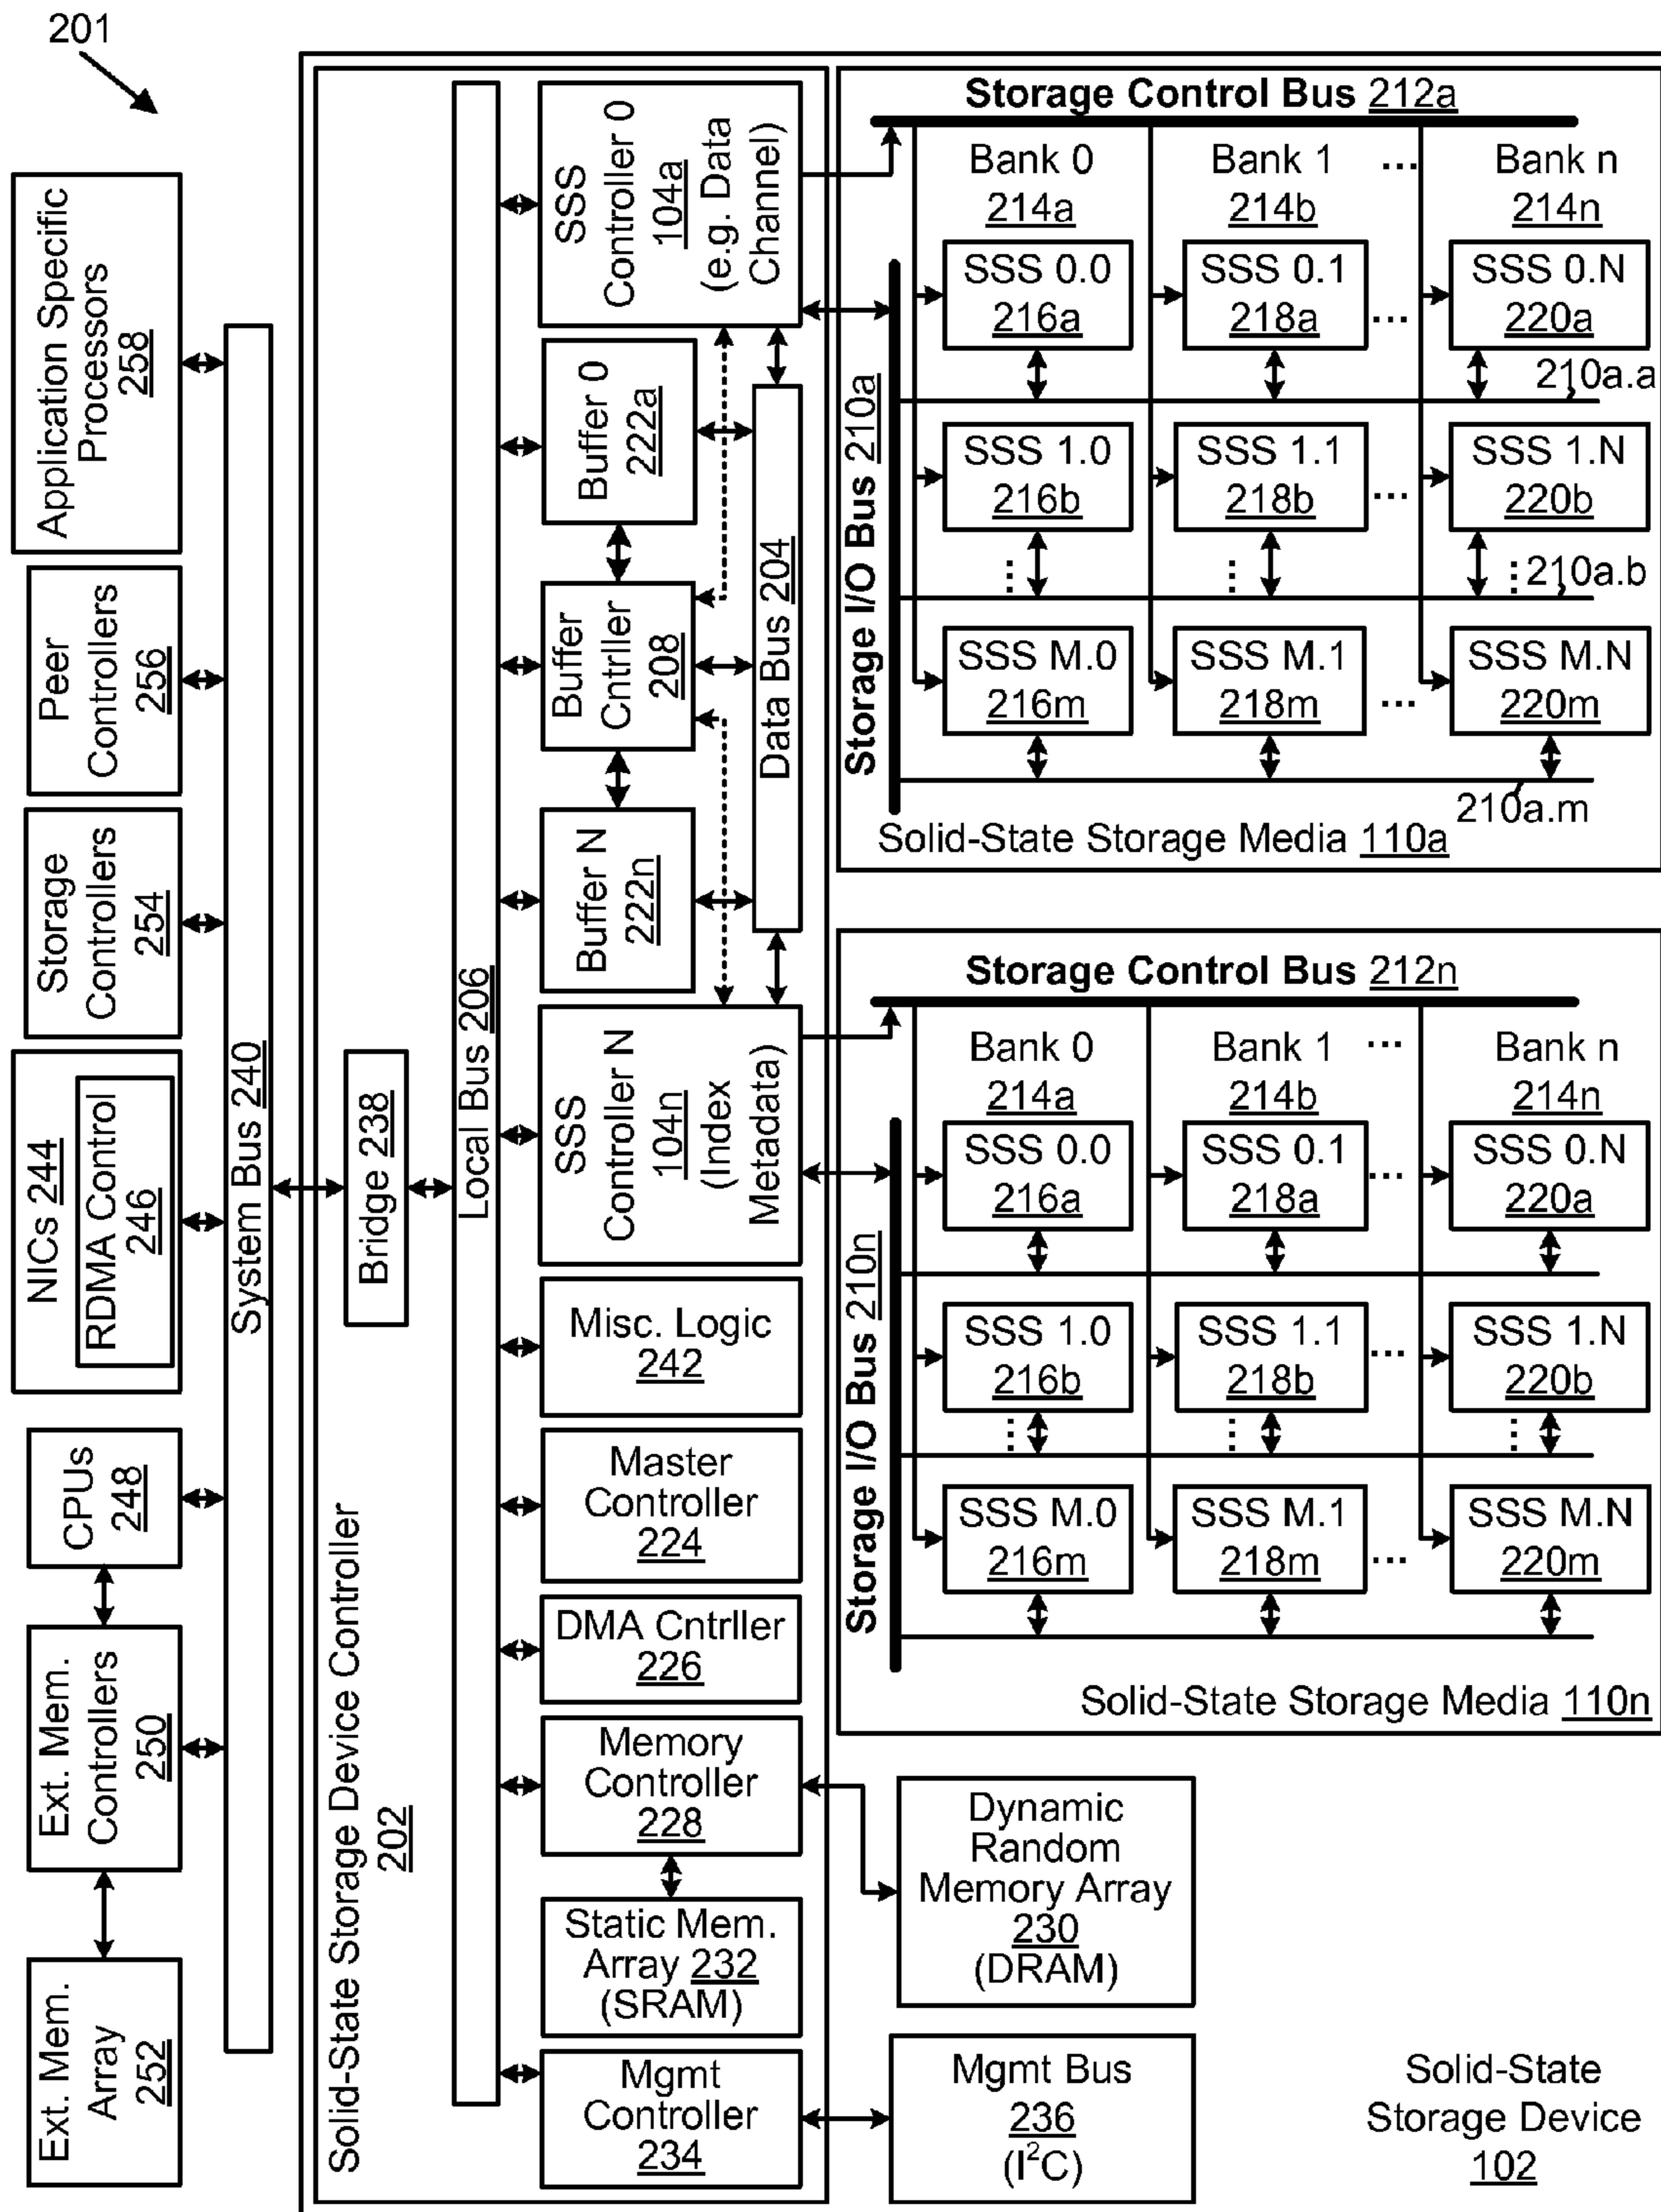 201
Application Specific
Processors
258
Peer
Controllers
256
Storage
Controllers
254
NICs 244
RDMA Control
246
CPUs
248
Ext. Mem.
Controllers
250
Ext. Mem.
Array
252
System Bus 240
Bridge 238
Solid-State Storage Device Controller
202
Local Bus 206
SSS
Controller 0
104a
(e.g. Data
Channel)
Buffer 0
222a
Buffer
Cntrller
208
Buffer N
222n
Data Bus 204
SSS
Controller N
104n
(Index
Metadata)
Misc. Logic
242
Master
Controller
224
DMA Cntrller
226
Memory
Controller
228
Static Mem.
Array 232
(SRAM)
Mgmt
Controller
234
Storage Control Bus 212a
Bank 0
214a
Bank 1
214b
...
Bank n
214n
Storage I/O Bus 210a
SSS 0.0
216a
SSS 0.1
218a
...
SSS 0.N
220a
210a.a
SSS 1.0
216b
SSS 1.1
218b
...
SSS 1.N
220b
210a.b
SSS M.0
216m
SSS M.1
218m
...
SSS M.N
220m
210a.m
Solid-State Storage Media 110a
Storage Control Bus 212n
Bank 0
214a
Bank 1
214b
...
Bank n
214n
Storage I/O Bus 210n
SSS 0.0
216a
SSS 0.1
218a
...
SSS 0.N
220a
SSS 1.0
216b
SSS 1.1
218b
...
SSS 1.N
220b
SSS M.0
216m
SSS M.1
218m
...
SSS M.N
220m
Solid-State Storage Media 110n
Dynamic
Random
Memory Array
230
(DRAM)
Mgmt Bus
236
(I²C)
Solid-State
Storage Device
102